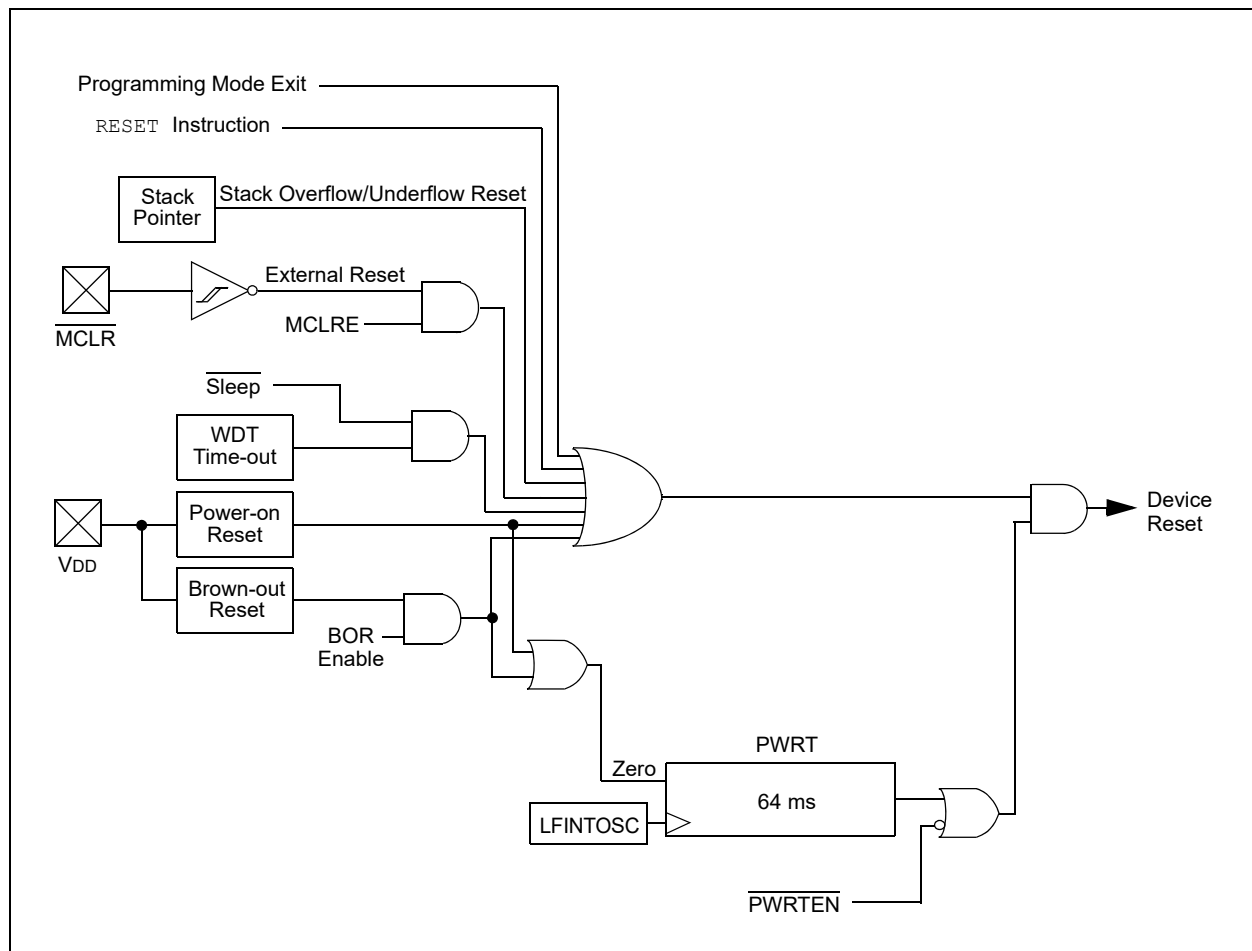 Programming Mode Exit
RESET Instruction
Stack
Pointer
Stack Overflow/Underflow Reset
External Reset
MCLRE
MCLR
Sleep
WDT
Time-out
Power-on
Reset
VDD
Brown-out
Reset
BOR
Enable
Device
Reset
PWRT
Zero
64 ms
LFINTOSC
PWRTEN